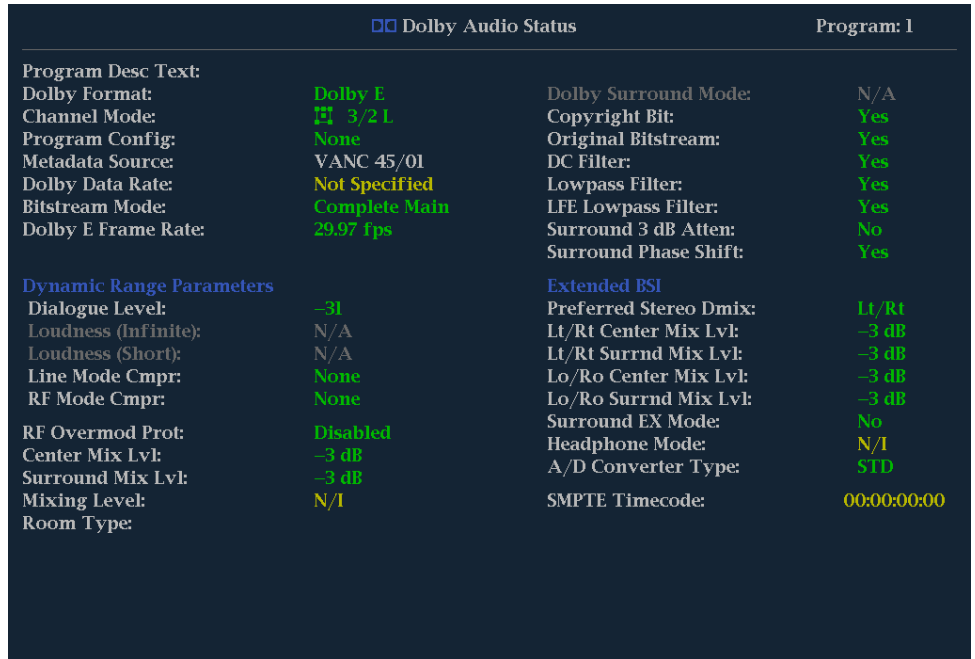 Dolby Audio Status Program: 1
Program Desc Text:
Dolby Format: Dolby E Dolby Surround Mode: N/A
Channel Mode: 3/2 L Copyright Bit: Yes
Program Config: None Original Bitstream: Yes
Metadata Source: VANC 45/01 DC Filter: Yes
Dolby Data Rate: Not Specified Lowpass Filter: Yes
Bitstream Mode: Complete Main LFE Lowpass Filter: Yes
Dolby E Frame Rate: 29.97 fps Surround 3 dB Atten: No
Surround Phase Shift: Yes
Dynamic Range Parameters Extended BSI
Dialogue Level: −31 Preferred Stereo Dmix: Lt/Rt
Loudness (Infinite): N/A Lt/Rt Center Mix Lvl: −3 dB
Loudness (Short): N/A Lt/Rt Surrnd Mix Lvl: −3 dB
Line Mode Cmpr: None Lo/Ro Center Mix Lvl: −3 dB
RF Mode Cmpr: None Lo/Ro Surrnd Mix Lvl: −3 dB
Surround EX Mode: No
RF Overmod Prot: Disabled Headphone Mode: N/I
Center Mix Lvl: −3 dB A/D Converter Type: STD
Surround Mix Lvl: −3 dB
Mixing Level: N/I SMPTE Timecode: 00:00:00:00
Room Type: